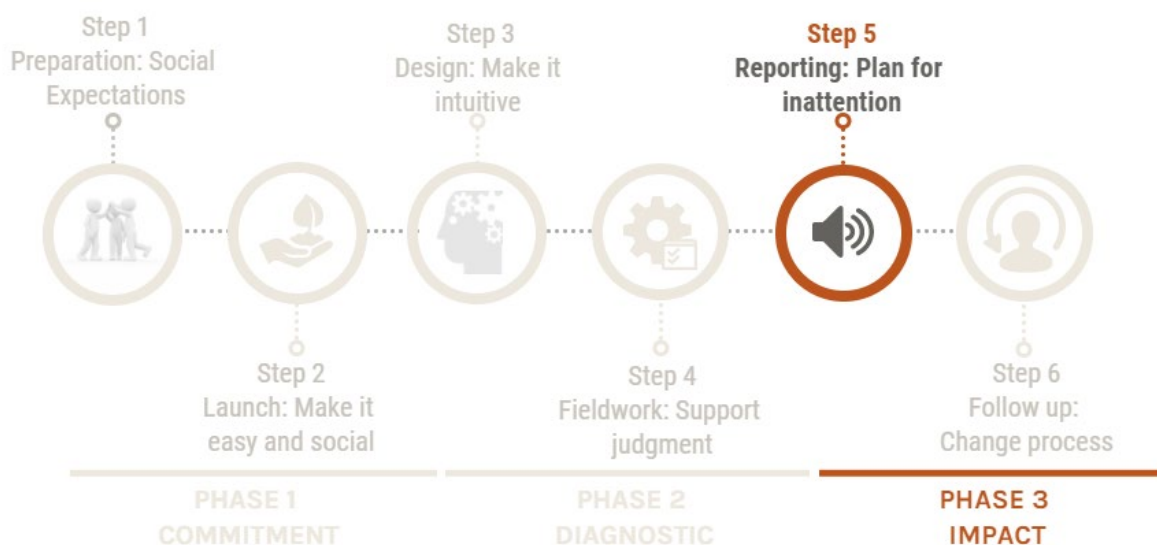 Step 1
Preparation: Social
Expectations
Step 3
Design: Make it
intuitive
Step 5
Reporting: Plan for
inattention
Step 2
Launch: Make it
easy and social
Step 4
Fieldwork: Support
judgment
Step 6
Follow up:
Change process
PHASE 1
COMMITMENT
PHASE 2
DIAGNOSTIC
PHASE 3
IMPACT